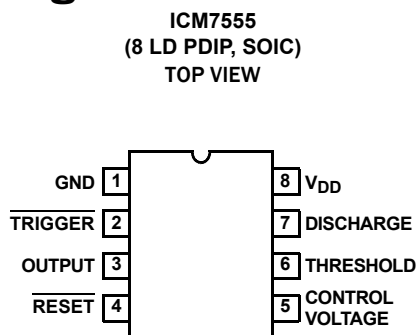 ICM7555
(8 LD PDIP, SOIC)
TOP VIEW
GND 1
TRIGGER 2
OUTPUT 3
RESET 4
8 VDD
7 DISCHARGE
6 THRESHOLD
5 CONTROL
VOLTAGE